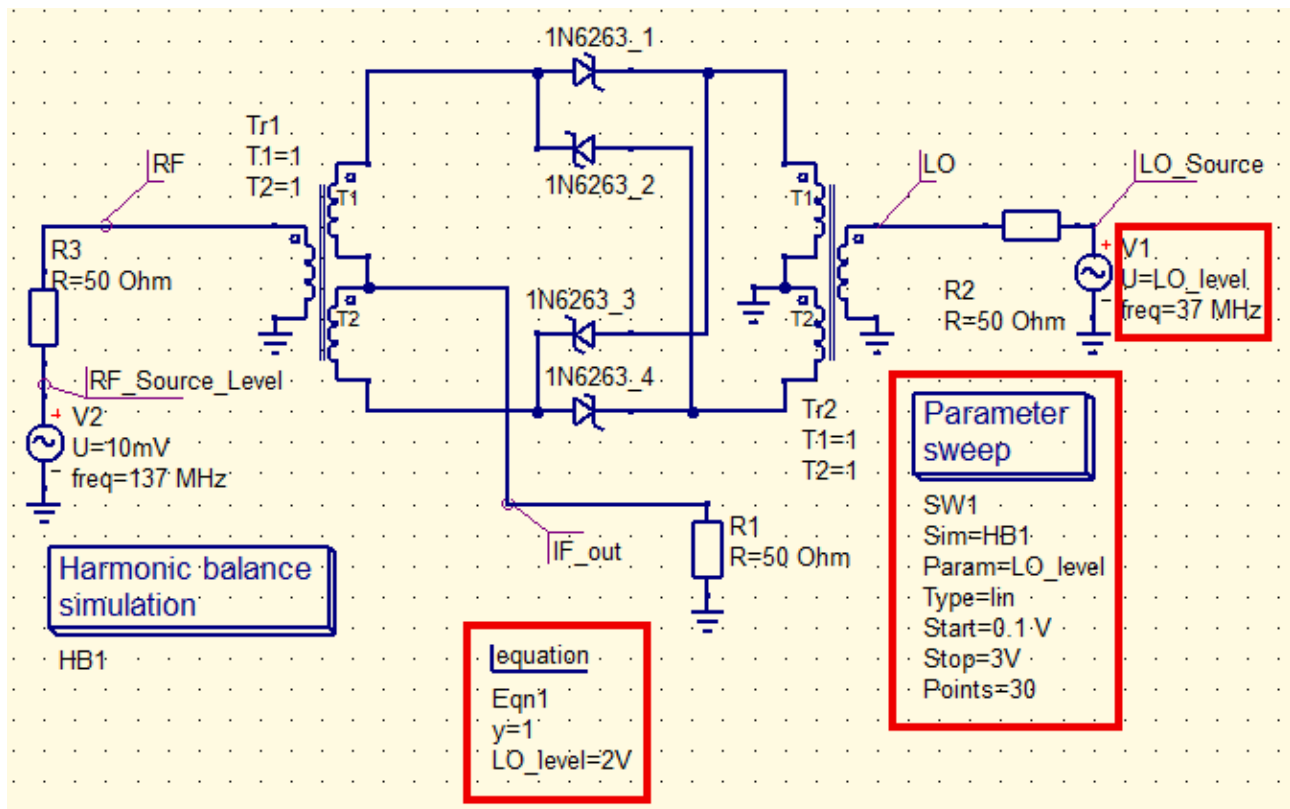 1N6263_1
Tr1
T1=1
T2=1
RF
T1
1N6263_2
T1
LO
LO_Source
R3
R=50 Ohm
+
V1
U=LO_level
freq=37 MHz
-
R2
R=50 Ohm
T2
1N6263_3
T2
RF_Source_Level
1N6263_4
+
V2
U=10mV
freq=137 MHz
-
Tr2
T1=1
T2=1
Parameter
sweep
SW1
Sim=HB1
Param=LO_level
Type=lin
Start=0.1 V
Stop=3V
Points=30
IF_out
R1
R=50 Ohm
Harmonic balance
simulation
HB1
equation
Eqn1
y=1
LO_level=2V